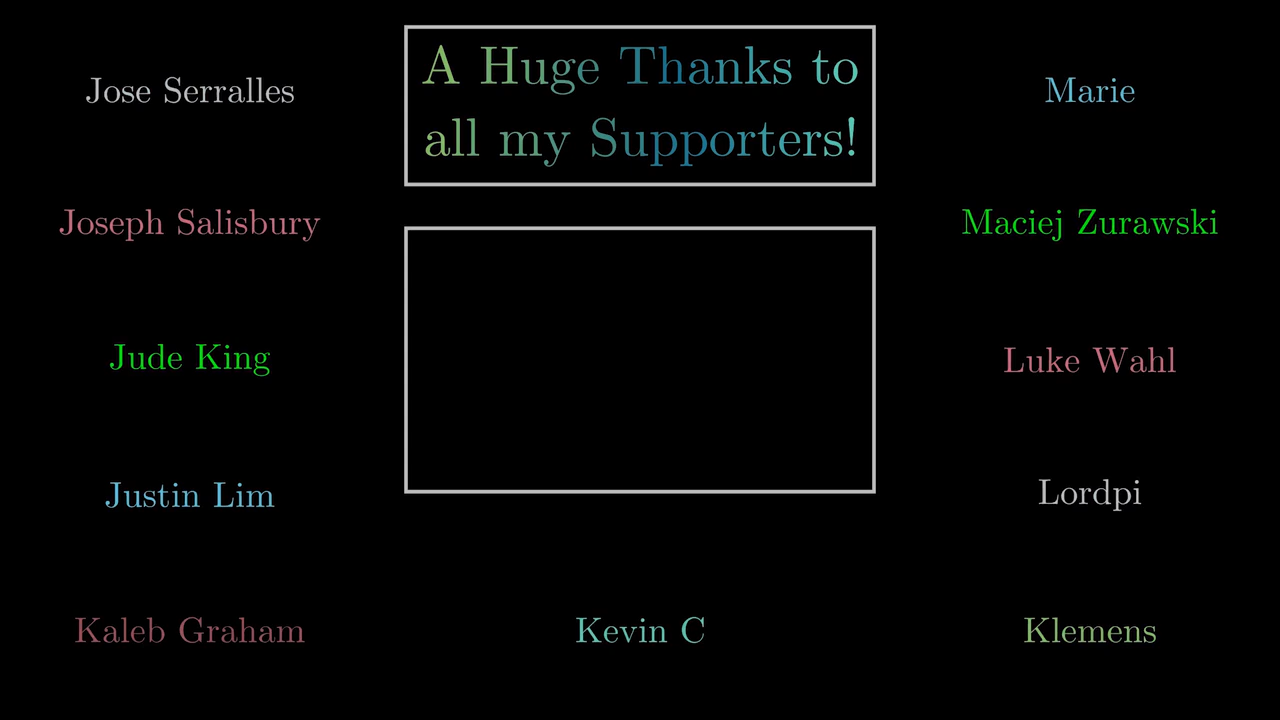 A Huge Thanks to
all my Supporters!
Jose Serralles
Marie
Joseph Salisbury
Maciej Zurawski
Jude King
Luke Wahl
Justin Lim
Lordpi
Kaleb Graham
Kevin C
Klemens